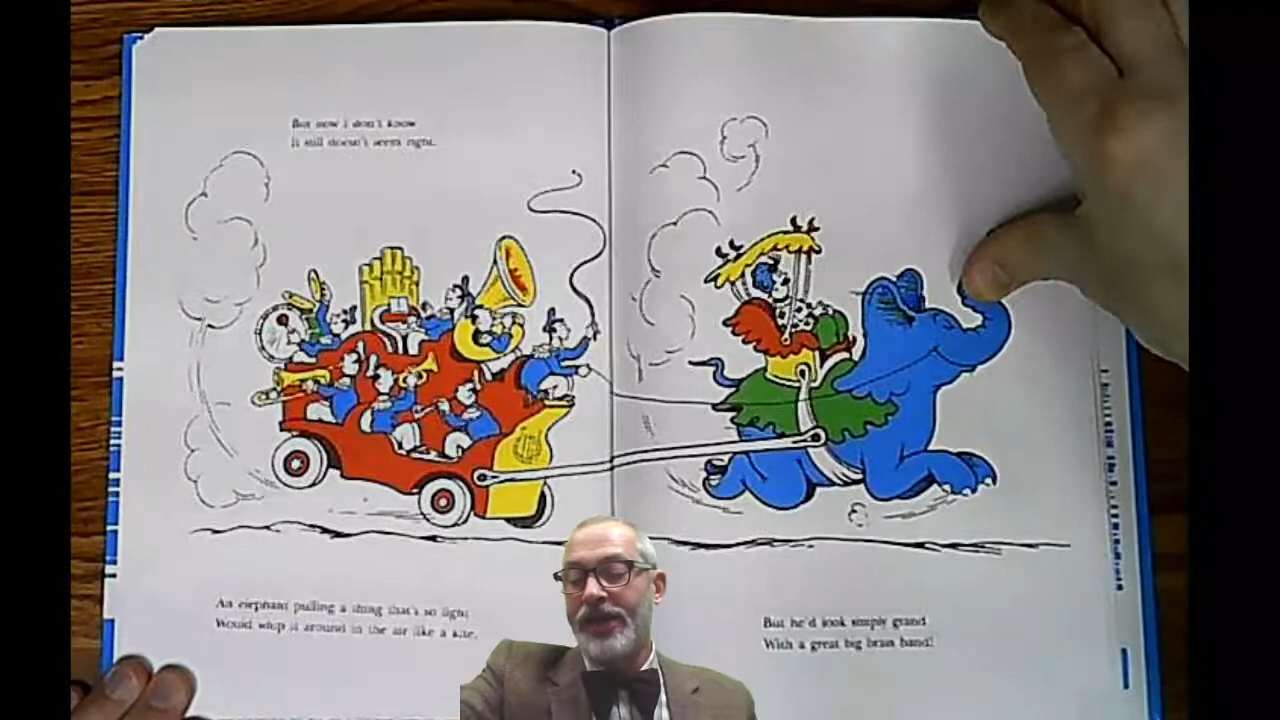 But now I don't know
It still doesn't seem right.
An elephant pulling a thing that's so light
Would whip it around in the air like a kite.
But he'd look simply grand
With a great big brass band!